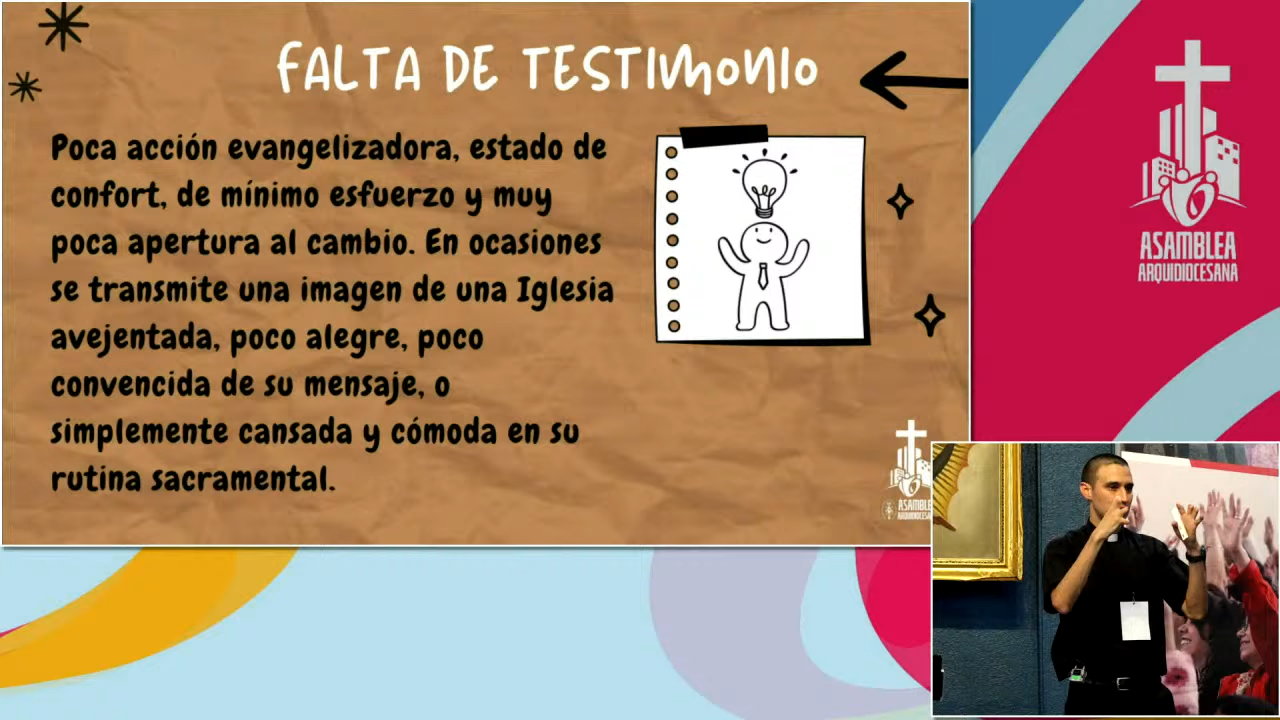 FALTA DE TESTIMONIO
Poca acción evangelizadora, estado de
confort, de mínimo esfuerzo y muy
poca apertura al cambio. En ocasiones
se transmite una imagen de una Iglesia
avejentada, poco alegre, poco
convencida de su mensaje, o
simplemente cansada y cómoda en su
rutina sacramental.
ASAMBLEA
ARQUIDIOCESANA